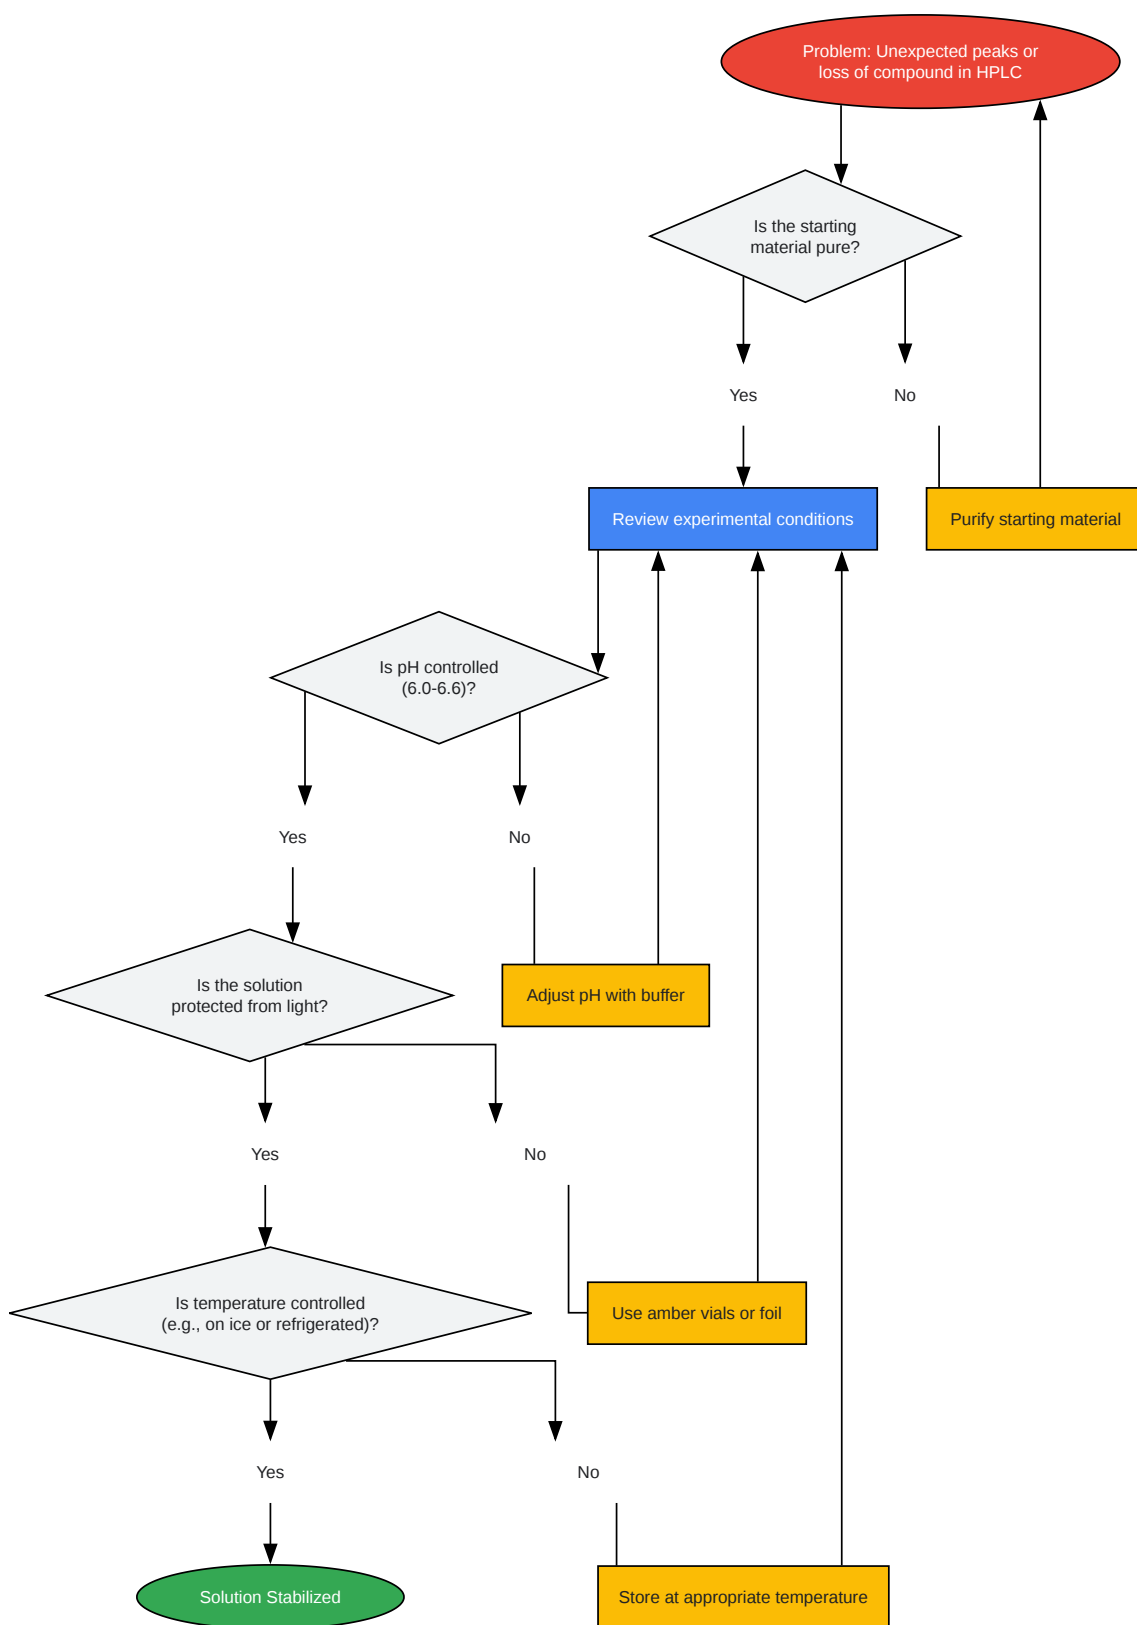 Problem: Unexpected peaks or
loss of compound in HPLC
Is the starting
material pure?
Yes
No
Review experimental conditions
Purify starting material
Is pH controlled
(6.0-6.6)?
Yes
No
Is the solution
protected from light?
Adjust pH with buffer
Yes
No
Is temperature controlled
(e.g., on ice or refrigerated)?
Use amber vials or foil
Yes
No
Solution Stabilized
Store at appropriate temperature